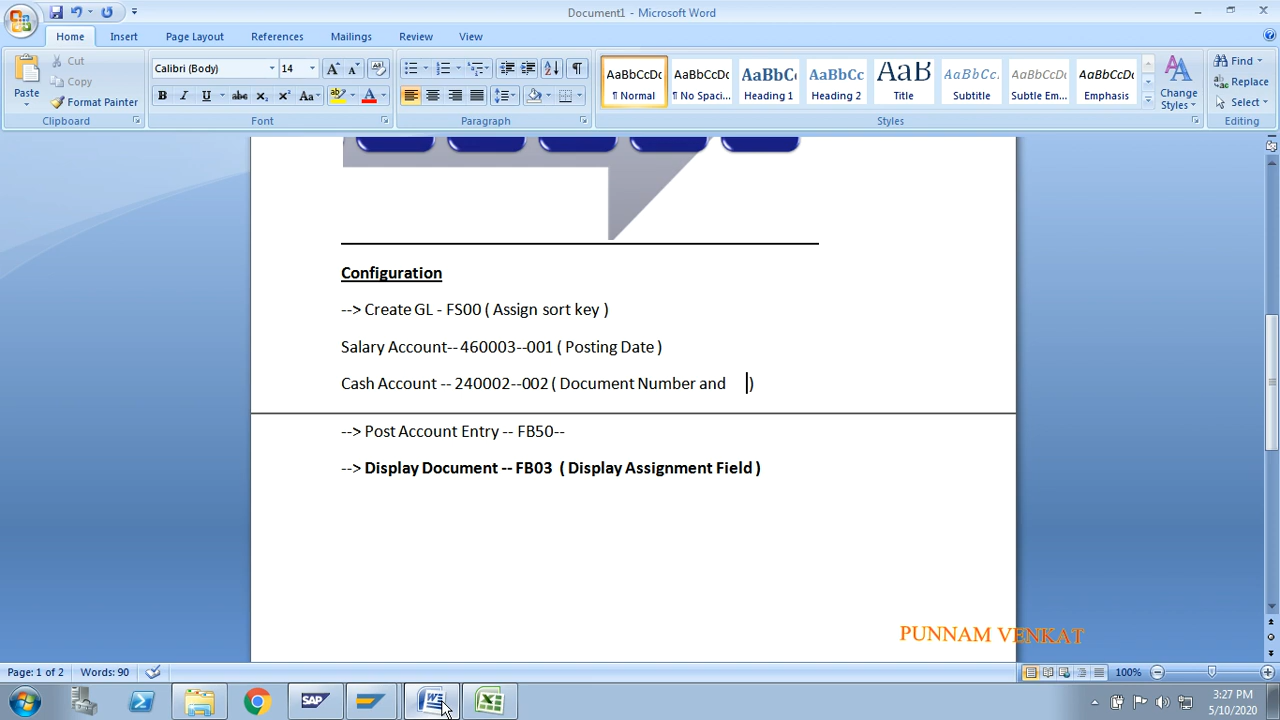 Document1 - Microsoft Word
Home Insert Page Layout References Mailings Review View
Paste
Cut
Copy
Format Painter
Clipboard
Calibri (Body) 14
Font
Paragraph
AaBbCcDc AaBbCcDc AaBbCc AaBbCc AaB AaBbCc. AaBbCcDc AaBbCcDc
¶ Normal ¶ No Spaci... Heading 1 Heading 2 Title Subtitle Subtle Em... Emphasis
Change Styles
Styles
Find
Replace
Select
Editing
Configuration
--> Create GL - FS00 ( Assign sort key )
Salary Account-- 460003--001 ( Posting Date )
Cash Account -- 240002--002 ( Document Number and )
--> Post Account Entry -- FB50--
--> Display Document -- FB03 ( Display Assignment Field )
PUNNAM VENKAT
Page: 1 of 2 Words: 90 100%
SAP
3:27 PM
5/10/2020